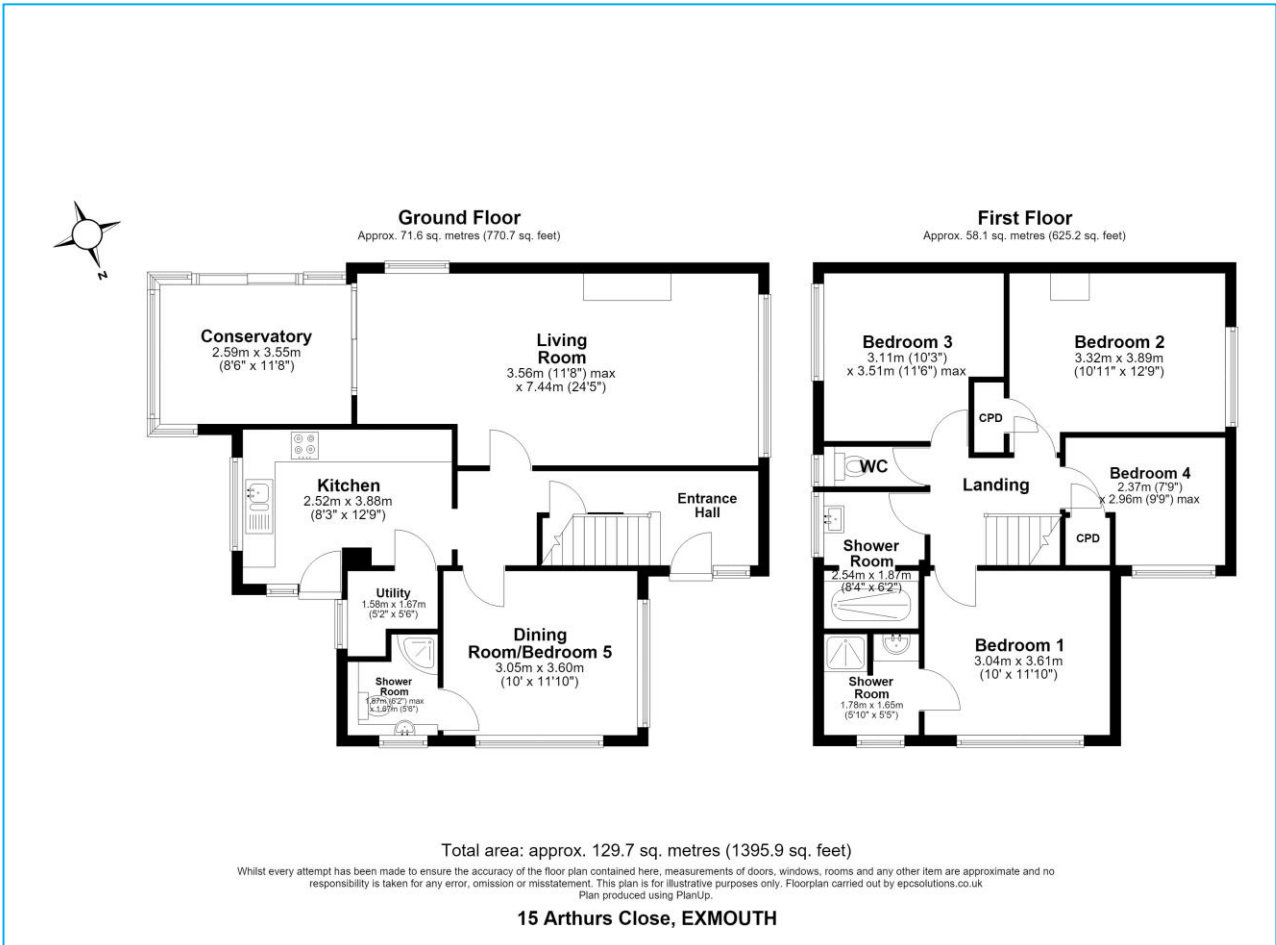 Ground Floor
Approx. 71.6 sq. metres (770.7 sq. feet)
Conservatory
2.59m x 3.55m
(8'6" x 11'8")
Living
Room
3.56m (11'8") max
x 7.44m (24'5")
Kitchen
2.52m x 3.88m
(8'3" x 12'9")
Entrance
Hall
Utility
1.58m x 1.67m
(5'2" x 5'6")
Dining
Room/Bedroom 5
3.05m x 3.60m
(10' x 11'10")
Shower
Room
1.87m (6'2") max
x 1.67m (5'6")
N
First Floor
Approx. 58.1 sq. metres (625.2 sq. feet)
Bedroom 3
3.11m (10'3")
x 3.51m (11'6") max
Bedroom 2
3.32m x 3.89m
(10'11" x 12'9")
CPD
WC
Landing
Bedroom 4
2.37m (7'9")
x 2.96m (9'9") max
CPD
Shower
Room
2.54m x 1.87m
(8'4" x 6'2")
Bedroom 1
3.04m x 3.61m
(10' x 11'10")
Shower
Room
1.78m x 1.65m
(5'10" x 5'5")
Total area: approx. 129.7 sq. metres (1395.9 sq. feet)
Whilst every attempt has been made to ensure the accuracy of the floor plan contained here, measurements of doors, windows, rooms and any other item are approximate and no
responsibility is taken for any error, omission or misstatement. This plan is for illustrative purposes only. Floorplan carried out by epcsolutions.co.uk
Plan produced using PlanUp.
15 Arthurs Close, EXMOUTH